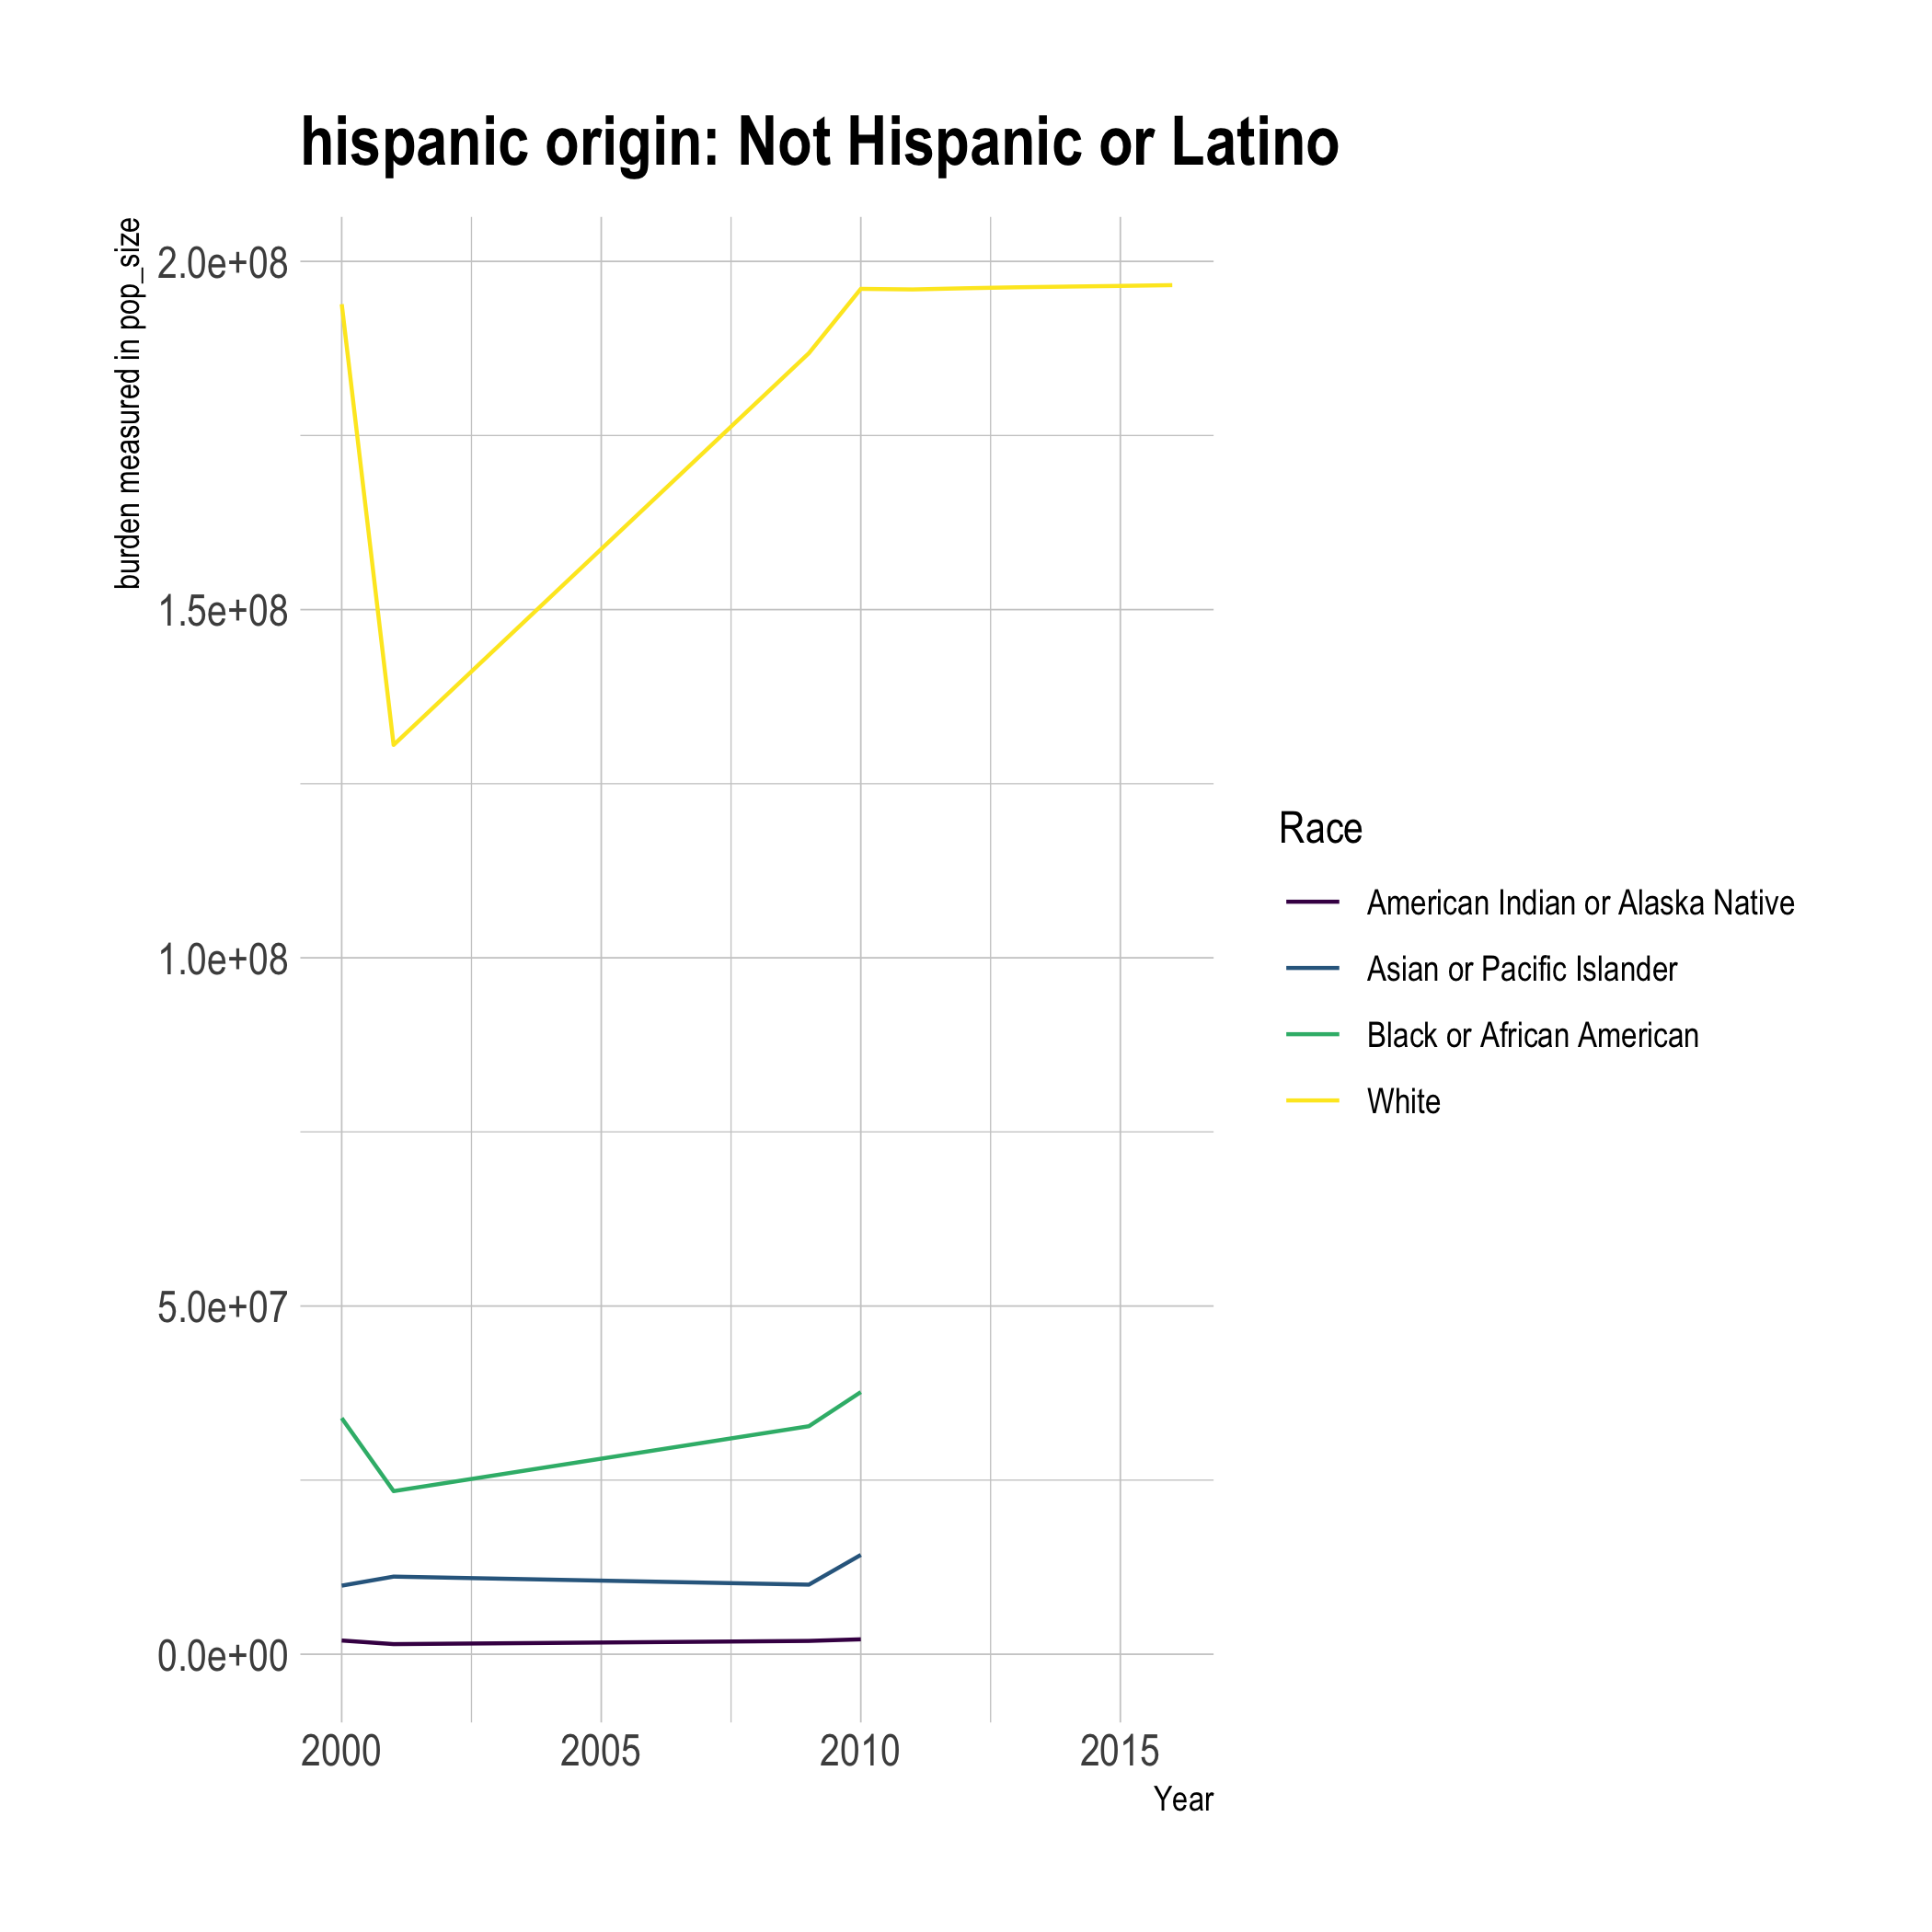 hispanic origin: Not Hispanic or Latino
burden measured in pop_size
2.0e+08
1.5e+08
1.0e+08
5.0e+07
0.0e+00
2000
2005
2010
2015
Year
Race
American Indian or Alaska Native
Asian or Pacific Islander
Black or African American
White